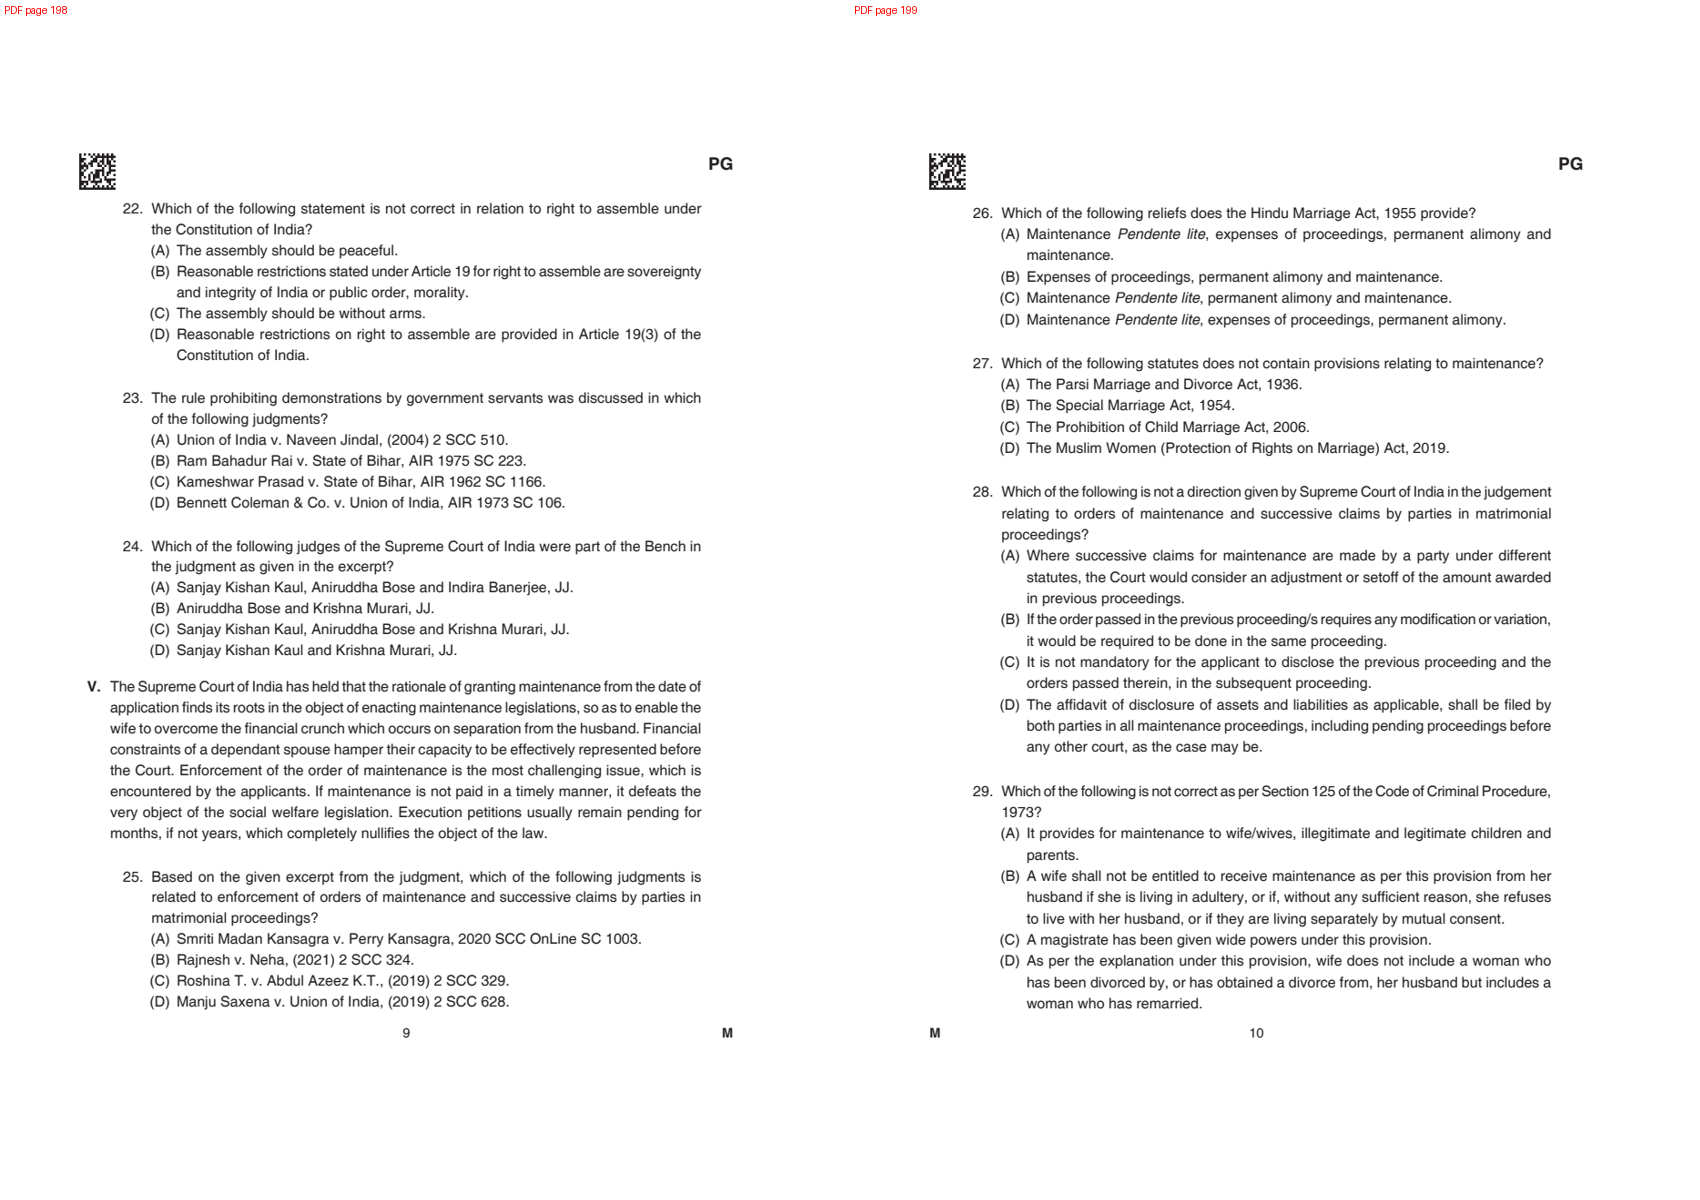 PDF page 198
PG
22. Which of the following statement is not correct in relation to right to assemble under
the Constitution of India?
(A) The assembly should be peaceful.
(B) Reasonable restrictions stated under Article 19 for right to assemble are sovereignty
and integrity of India or public order, morality.
(C) The assembly should be without arms.
(D) Reasonable restrictions on right to assemble are provided in Article 19(3) of the
Constitution of India.
23. The rule prohibiting demonstrations by government servants was discussed in which
of the following judgments?
(A) Union of India v. Naveen Jindal, (2004) 2 SCC 510.
(B) Ram Bahadur Rai v. State of Bihar, AIR 1975 SC 223.
(C) Kameshwar Prasad v. State of Bihar, AIR 1962 SC 1166.
(D) Bennett Coleman & Co. v. Union of India, AIR 1973 SC 106.
24. Which of the following judges of the Supreme Court of India were part of the Bench in
the judgment as given in the excerpt?
(A) Sanjay Kishan Kaul, Aniruddha Bose and Indira Banerjee, JJ.
(B) Aniruddha Bose and Krishna Murari, JJ.
(C) Sanjay Kishan Kaul, Aniruddha Bose and Krishna Murari, JJ.
(D) Sanjay Kishan Kaul and Krishna Murari, JJ.
V. The Supreme Court of India has held that the rationale of granting maintenance from the date of
application finds its roots in the object of enacting maintenance legislations, so as to enable the
wife to overcome the financial crunch which occurs on separation from the husband. Financial
constraints of a dependant spouse hamper their capacity to be effectively represented before
the Court. Enforcement of the order of maintenance is the most challenging issue, which is
encountered by the applicants. If maintenance is not paid in a timely manner, it defeats the
very object of the social welfare legislation. Execution petitions usually remain pending for
months, if not years, which completely nullifies the object of the law.
25. Based on the given excerpt from the judgment, which of the following judgments is
related to enforcement of orders of maintenance and successive claims by parties in
matrimonial proceedings?
(A) Smriti Madan Kansagra v. Perry Kansagra, 2020 SCC OnLine SC 1003.
(B) Rajnesh v. Neha, (2021) 2 SCC 324.
(C) Roshina T. v. Abdul Azeez K.T., (2019) 2 SCC 329.
(D) Manju Saxena v. Union of India, (2019) 2 SCC 628.
9
M
PDF page 199
PG
26. Which of the following reliefs does the Hindu Marriage Act, 1955 provide?
(A) Maintenance Pendente lite, expenses of proceedings, permanent alimony and
maintenance.
(B) Expenses of proceedings, permanent alimony and maintenance.
(C) Maintenance Pendente lite, permanent alimony and maintenance.
(D) Maintenance Pendente lite, expenses of proceedings, permanent alimony.
27. Which of the following statutes does not contain provisions relating to maintenance?
(A) The Parsi Marriage and Divorce Act, 1936.
(B) The Special Marriage Act, 1954.
(C) The Prohibition of Child Marriage Act, 2006.
(D) The Muslim Women (Protection of Rights on Marriage) Act, 2019.
28. Which of the following is not a direction given by Supreme Court of India in the judgement
relating to orders of maintenance and successive claims by parties in matrimonial
proceedings?
(A) Where successive claims for maintenance are made by a party under different
statutes, the Court would consider an adjustment or setoff of the amount awarded
in previous proceedings.
(B) If the order passed in the previous proceeding/s requires any modification or variation,
it would be required to be done in the same proceeding.
(C) It is not mandatory for the applicant to disclose the previous proceeding and the
orders passed therein, in the subsequent proceeding.
(D) The affidavit of disclosure of assets and liabilities as applicable, shall be filed by
both parties in all maintenance proceedings, including pending proceedings before
any other court, as the case may be.
29. Which of the following is not correct as per Section 125 of the Code of Criminal Procedure,
1973?
(A) It provides for maintenance to wife/wives, illegitimate and legitimate children and
parents.
(B) A wife shall not be entitled to receive maintenance as per this provision from her
husband if she is living in adultery, or if, without any sufficient reason, she refuses
to live with her husband, or if they are living separately by mutual consent.
(C) A magistrate has been given wide powers under this provision.
(D) As per the explanation under this provision, wife does not include a woman who
has been divorced by, or has obtained a divorce from, her husband but includes a
woman who has remarried.
M
10